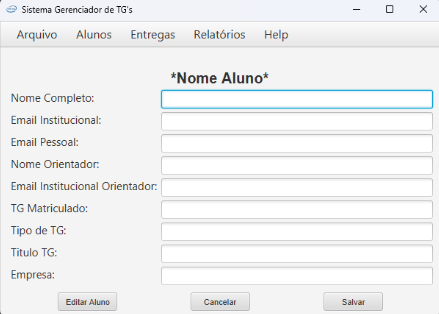 Sistema Gerenciador de TG's
Arquivo Alunos Entregas Relatórios Help
*Nome Aluno*
Nome Completo:
Email Institucional:
Email Pessoal:
Nome Orientador:
Email Institucional Orientador:
TG Matriculado:
Tipo de TG:
Titulo TG:
Empresa:
Editar Aluno Cancelar Salvar